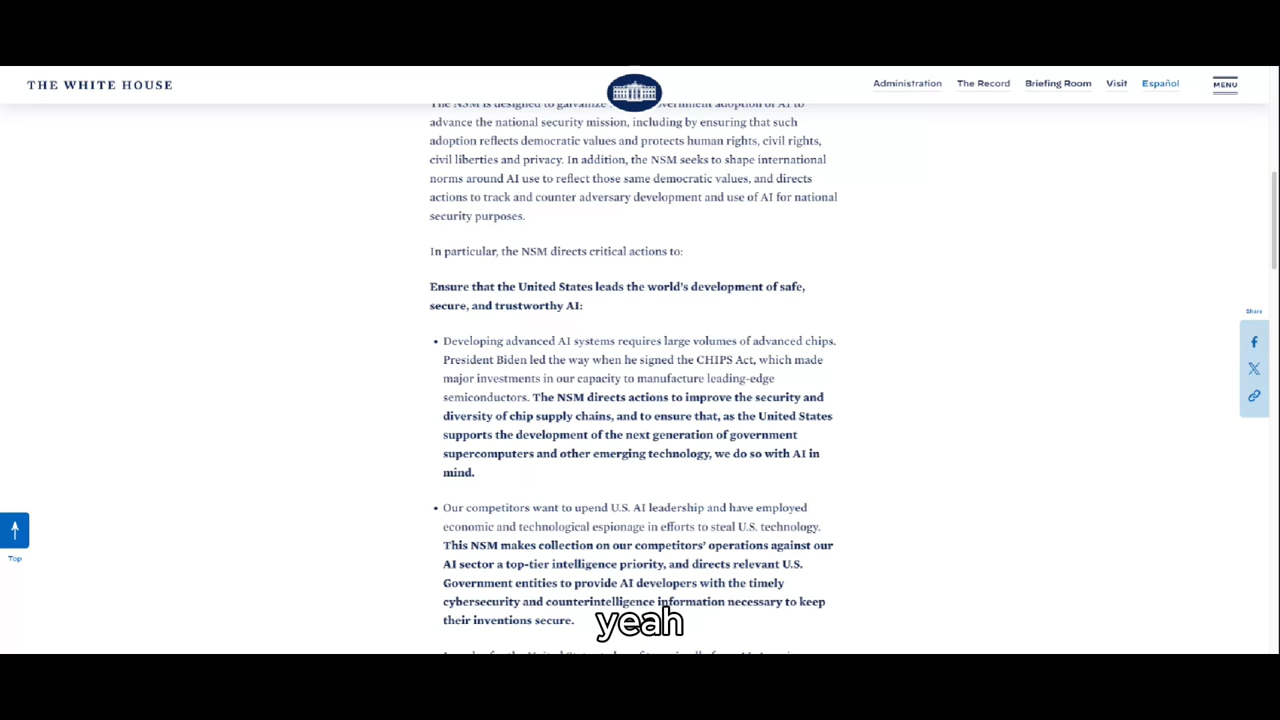 THE WHITE HOUSE
Administration
The Record
Briefing Room
Visit
Español
MENU
The NSM is designed to galvanize government adoption of AI to
advance the national security mission, including by ensuring that such
adoption reflects democratic values and protects human rights, civil rights,
civil liberties and privacy. In addition, the NSM seeks to shape international
norms around AI use to reflect those same democratic values, and directs
actions to track and counter adversary development and use of AI for national
security purposes.
In particular, the NSM directs critical actions to:
Ensure that the United States leads the world's development of safe,
secure, and trustworthy AI:
• Developing advanced AI systems requires large volumes of advanced chips.
President Biden led the way when he signed the CHIPS Act, which made
major investments in our capacity to manufacture leading-edge
semiconductors. The NSM directs actions to improve the security and
diversity of chip supply chains, and to ensure that, as the United States
supports the development of the next generation of government
supercomputers and other emerging technology, we do so with AI in
mind.
• Our competitors want to upend U.S. AI leadership and have employed
economic and technological espionage in efforts to steal U.S. technology.
This NSM makes collection on our competitors' operations against our
AI sector a top-tier intelligence priority, and directs relevant U.S.
Government entities to provide AI developers with the timely
cybersecurity and counterintelligence information necessary to keep
their inventions secure.
yeah
Share
Top